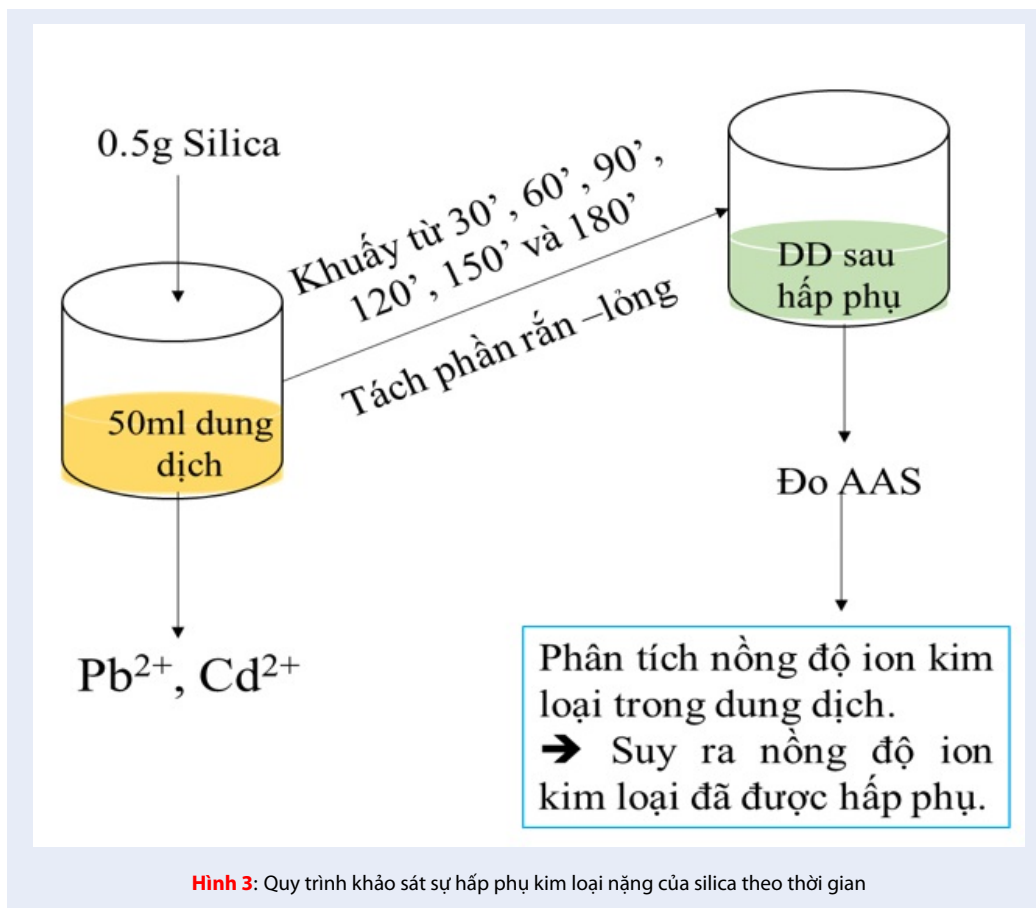 0.5g Silica
50ml dung
dịch
Pb²⁺, Cd²⁺
Khuấy từ 30’, 60’, 90’,
120’, 150’ và 180’
Tách phần rắn –lỏng
DD sau
hấp phụ
Đo AAS
Phân tích nồng độ ion kim
loại trong dung dịch.
➔ Suy ra nồng độ ion
kim loại đã được hấp phụ.
Hình 3: Quy trình khảo sát sự hấp phụ kim loại nặng của silica theo thời gian